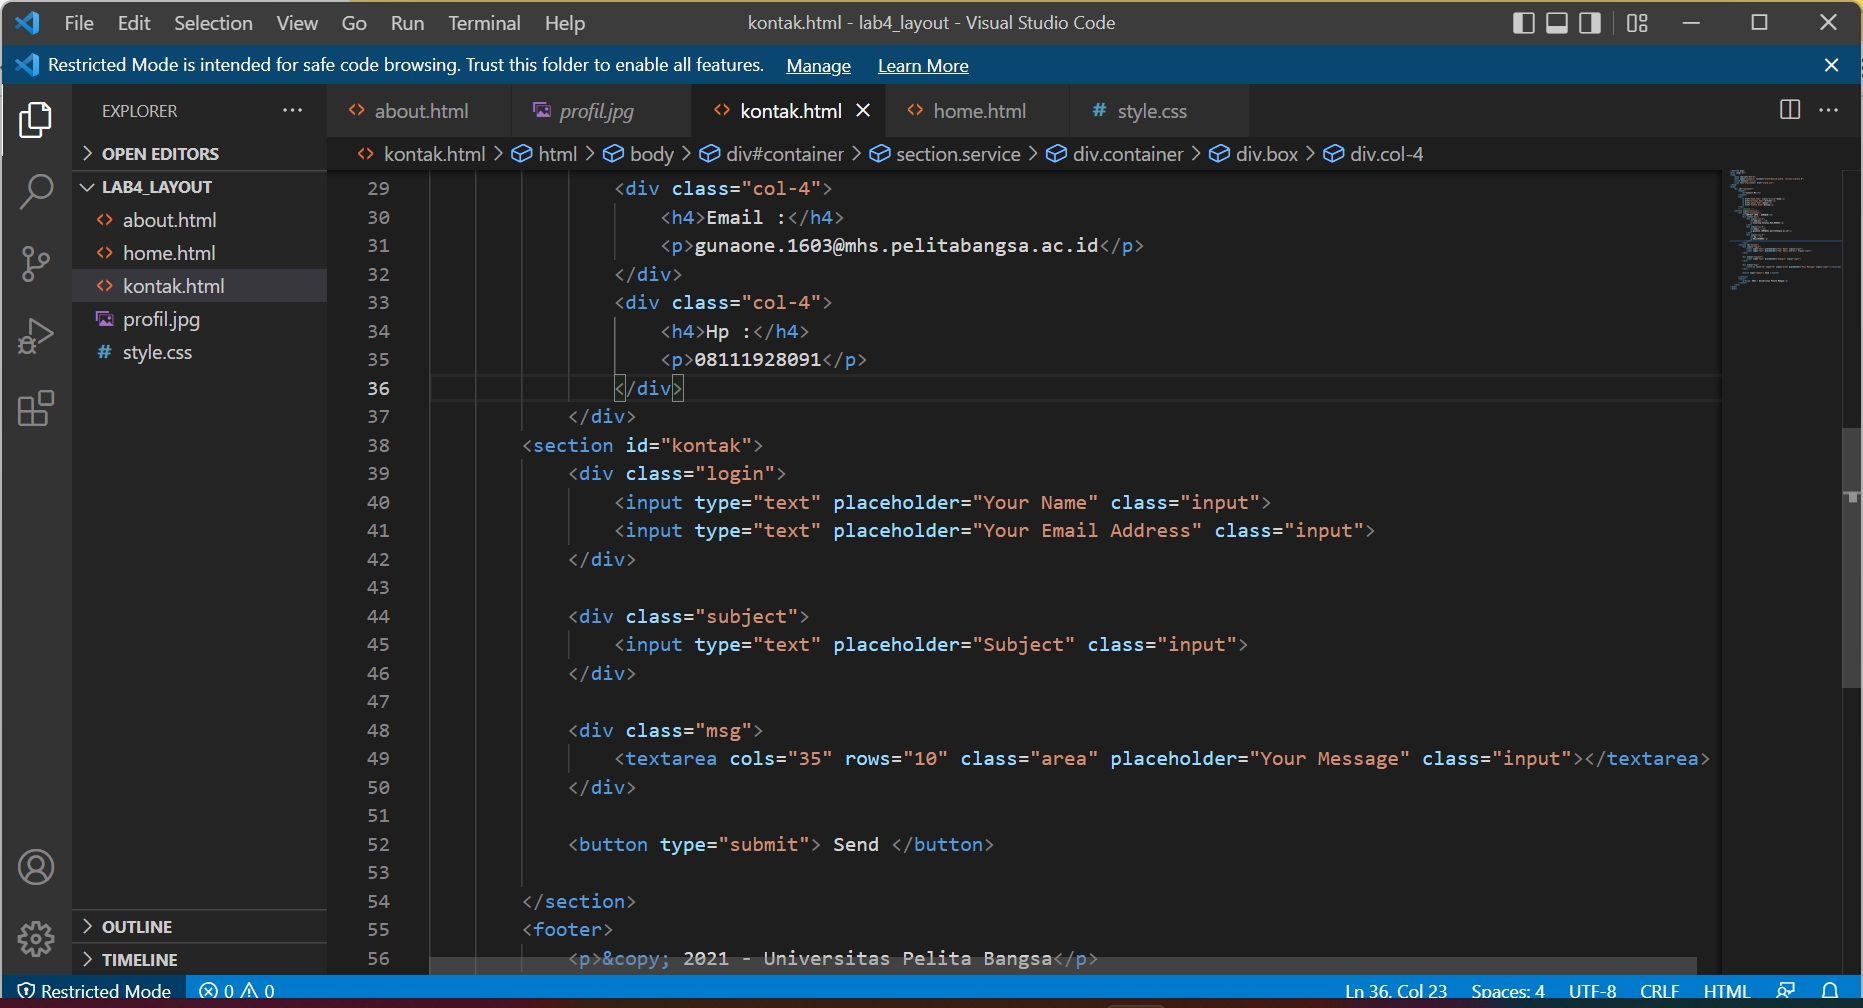 File Edit Selection View Go Run Terminal Help kontak.html - lab4_layout - Visual Studio Code
Restricted Mode is intended for safe code browsing. Trust this folder to enable all features. Manage Learn More
EXPLORER
about.html profil.jpg kontak.html home.html style.css
OPEN EDITORS
kontak.html > html > body > div#container > section.service > div.container > div.box > div.col-4
LAB4_LAYOUT
about.html
home.html
kontak.html
profil.jpg
style.css
29 <div class="col-4">
30 <h4>Email :</h4>
31 <p>gunaone.1603@mhs.pelitabangsa.ac.id</p>
32 </div>
33 <div class="col-4">
34 <h4>Hp :</h4>
35 <p>08111928091</p>
36 </div>
37 </div>
38 <section id="kontak">
39 <div class="login">
40 <input type="text" placeholder="Your Name" class="input">
41 <input type="text" placeholder="Your Email Address" class="input">
42 </div>
43
44 <div class="subject">
45 <input type="text" placeholder="Subject" class="input">
46 </div>
47
48 <div class="msg">
49 <textarea cols="35" rows="10" class="area" placeholder="Your Message" class="input"></textarea>
50 </div>
51
52 <button type="submit"> Send </button>
53
54 </section>
55 <footer>
56 <p>&copy; 2021 - Universitas Pelita Bangsa</p>
OUTLINE
TIMELINE
Restricted Mode 0 0 Ln 36, Col 23 Spaces: 4 UTF-8 CRLF HTML